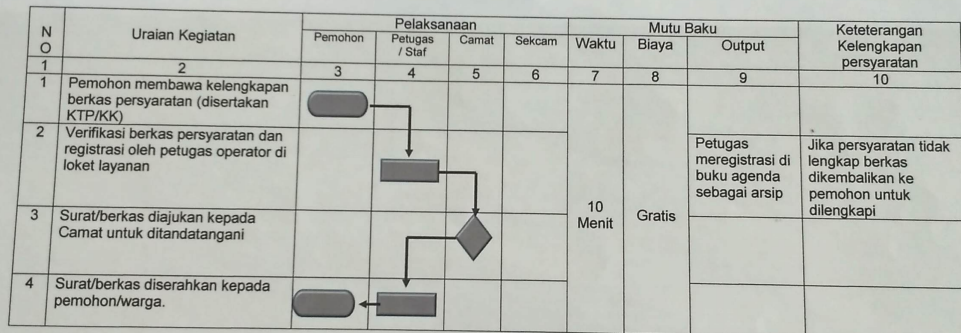 N
O
Uraian Kegiatan
Pelaksanaan
Mutu Baku
Keteterangan
Kelengkapan
persyaratan
Pemohon
Petugas
/ Staf
Camat
Sekcam
Waktu
Biaya
Output
1 2 3 4 5 6 7 8 9 10
1 Pemohon membawa kelengkapan
berkas persyaratan (disertakan
KTP/KK)
2 Verifikasi berkas persyaratan dan
registrasi oleh petugas operator di
loket layanan
Petugas
meregistrasi di
buku agenda
sebagai arsip
Jika persyaratan tidak
lengkap berkas
dikembalikan ke
pemohon untuk
dilengkapi
10
Menit
Gratis
3 Surat/berkas diajukan kepada
Camat untuk ditandatangani
4 Surat/berkas diserahkan kepada
pemohon/warga.